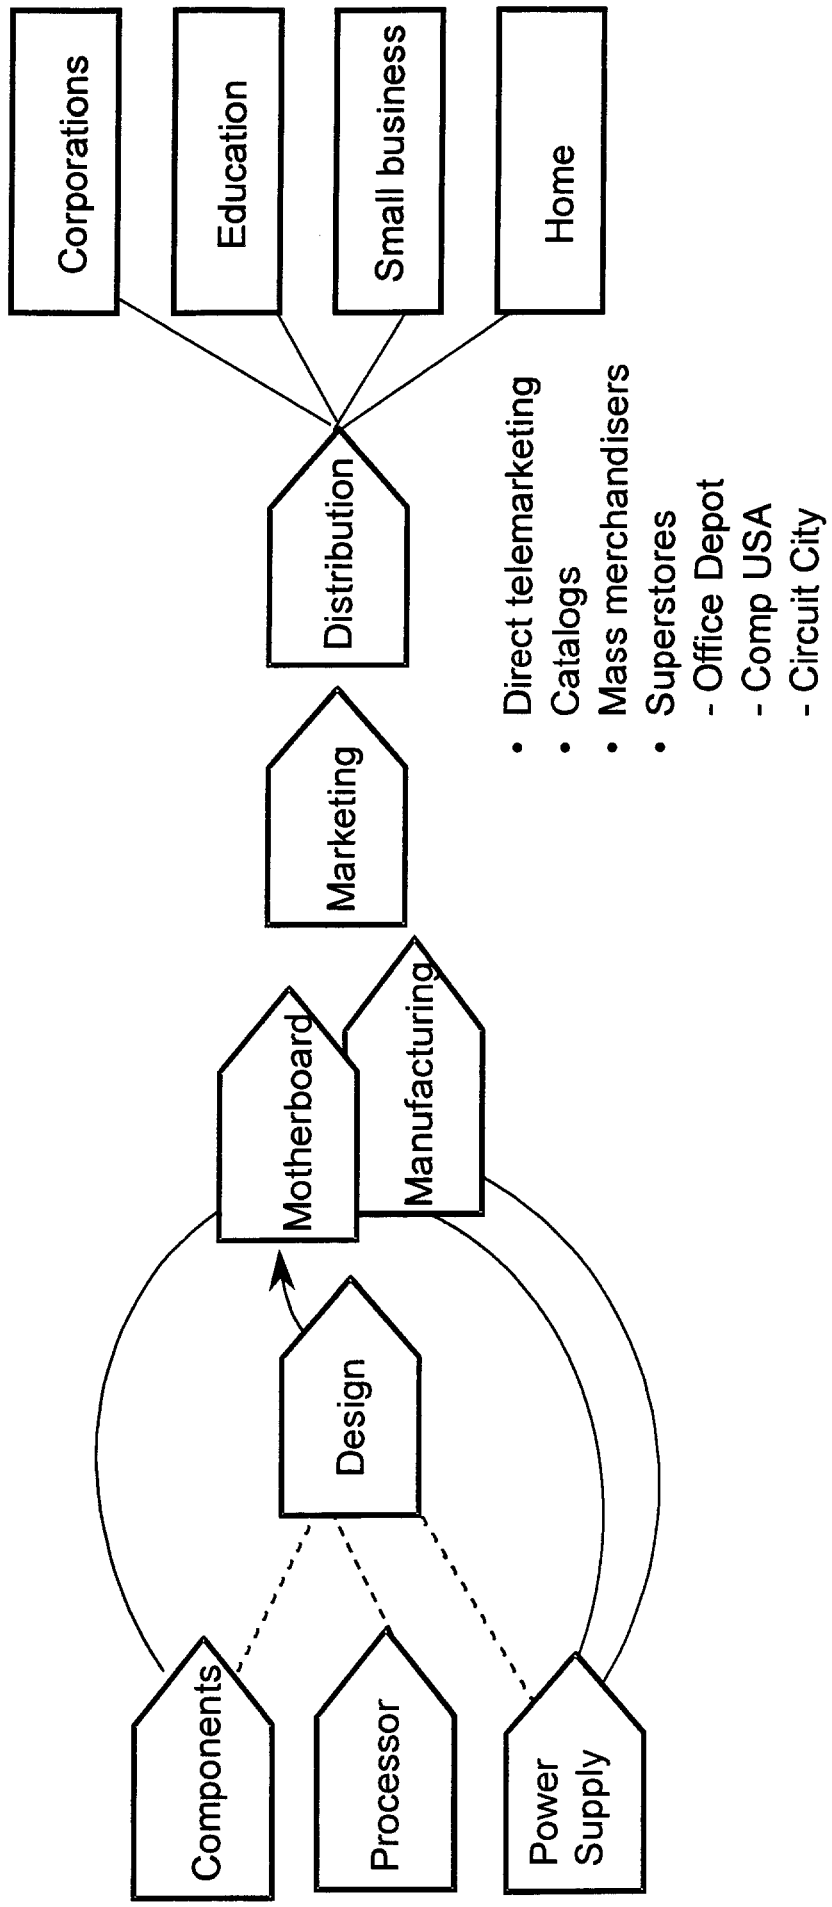 Components
Processor
Power
Supply
Design
Motherboard
Manufacturing
Marketing
Distribution
Corporations
Education
Small business
Home
• Direct telemarketing
• Catalogs
• Mass merchandisers
• Superstores
- Office Depot
- Comp USA
- Circuit City